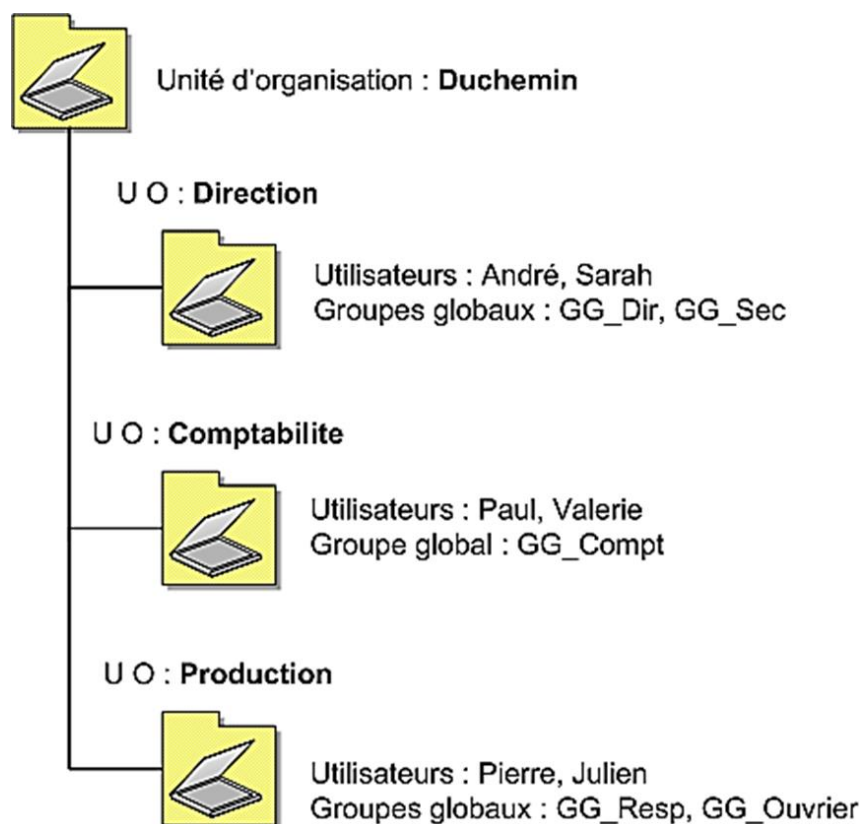 Unité d'organisation : Duchemin
U O : Direction
Utilisateurs : André, Sarah
Groupes globaux : GG_Dir, GG_Sec
U O : Comptabilite
Utilisateurs : Paul, Valerie
Groupe global : GG_Compt
U O : Production
Utilisateurs : Pierre, Julien
Groupes globaux : GG_Resp, GG_Ouvrier